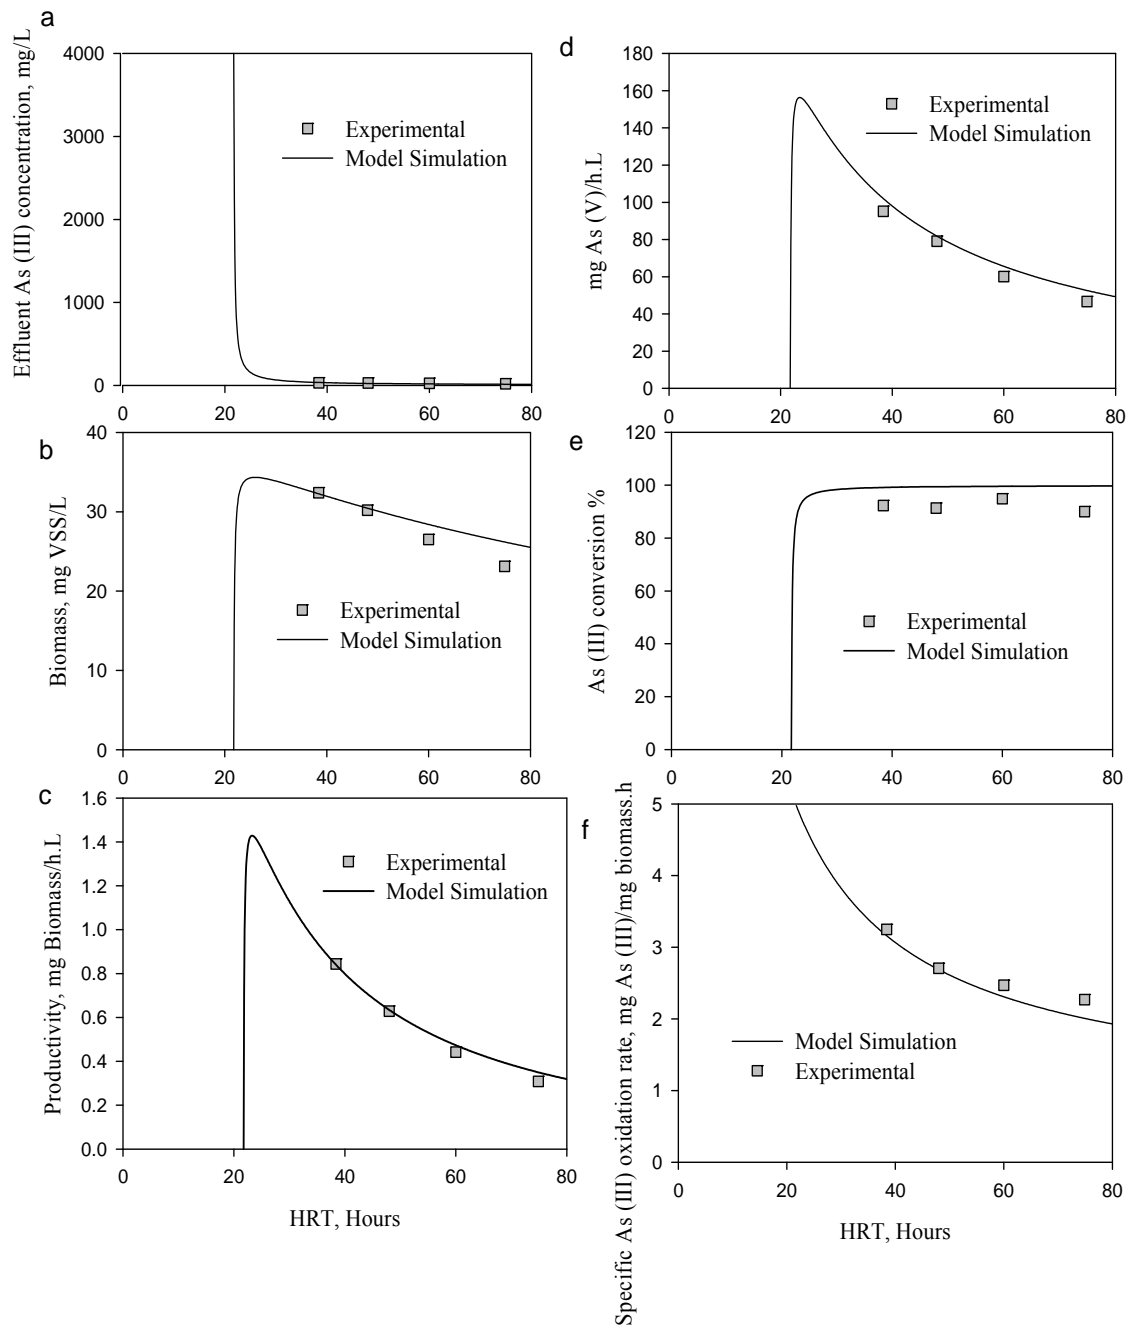 a
Effluent As (III) concentration, mg/L
4000
3000
2000
1000
0
0 20 40 60 80
Experimental
Model Simulation
b
Biomass, mg VSS/L
40
30
20
10
0
0 20 40 60 80
Experimental
Model Simulation
c
Productivity, mg Biomass/h.L
1.6
1.4
1.2
1.0
0.8
0.6
0.4
0.2
0.0
0 20 40 60 80
Experimental
Model Simulation
HRT, Hours
d
mg As (V)/h.L
180
160
140
120
100
80
60
40
20
0
0 20 40 60 80
Experimental
Model Simulation
e
As (III) conversion %
120
100
80
60
40
20
0
0 20 40 60 80
Experimental
Model Simulation
f
Specific As (III) oxidation rate, mg As (III)/mg biomass.h
5
4
3
2
1
0
0 20 40 60 80
Model Simulation
Experimental
HRT, Hours